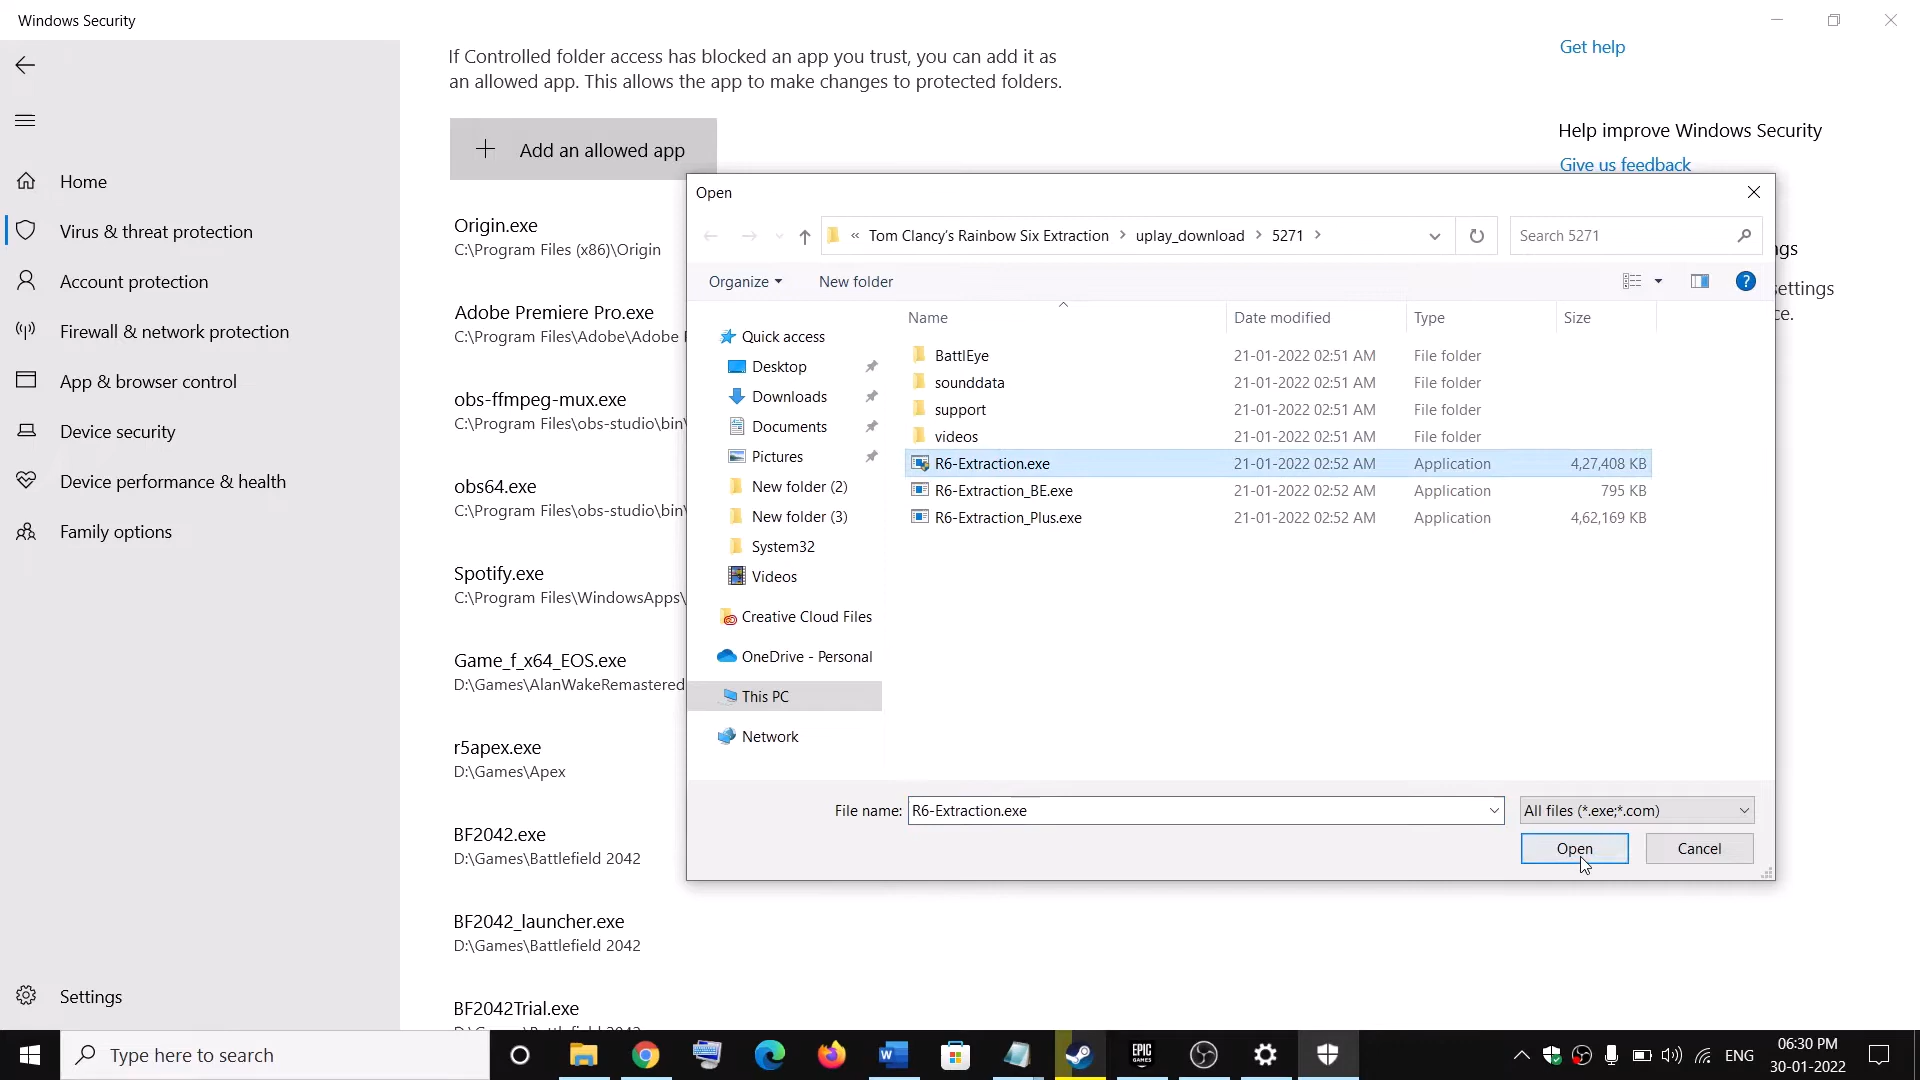 Windows Security
Home
Virus & threat protection
Account protection
Firewall & network protection
App & browser control
Device security
Device performance & health
Family options
Settings
If Controlled folder access has blocked an app you trust, you can add it as
an allowed app. This allows the app to make changes to protected folders.
Add an allowed app
Origin.exe
C:\Program Files (x86)\Origin
Adobe Premiere Pro.exe
C:\Program Files\Adobe\Adobe
obs-ffmpeg-mux.exe
C:\Program Files\obs-studio\bin\
obs64.exe
C:\Program Files\obs-studio\bin\
Spotify.exe
C:\Program Files\WindowsApps\
Game_f_x64_EOS.exe
D:\Games\AlanWakeRemastered
r5apex.exe
D:\Games\Apex
BF2042.exe
D:\Games\Battlefield 2042
BF2042_launcher.exe
D:\Games\Battlefield 2042
BF2042Trial.exe
Get help
Help improve Windows Security
Give us feedback
settings
Open
« Tom Clancy's Rainbow Six Extraction > uplay_download > 5271 >
Search 5271
Organize
New folder
Name Date modified Type Size
Quick access
Desktop
Downloads
Documents
Pictures
New folder (2)
New folder (3)
System32
Videos
Creative Cloud Files
OneDrive - Personal
This PC
Network
BattlEye 21-01-2022 02:51 AM File folder
sounddata 21-01-2022 02:51 AM File folder
support 21-01-2022 02:51 AM File folder
videos 21-01-2022 02:51 AM File folder
R6-Extraction.exe 21-01-2022 02:52 AM Application 4,27,408 KB
R6-Extraction_BE.exe 21-01-2022 02:52 AM Application 795 KB
R6-Extraction_Plus.exe 21-01-2022 02:52 AM Application 4,62,169 KB
File name: R6-Extraction.exe
All files (*.exe;*.com)
Open Cancel
Type here to search
EPIC
GAMES
ENG
06:30 PM
30-01-2022